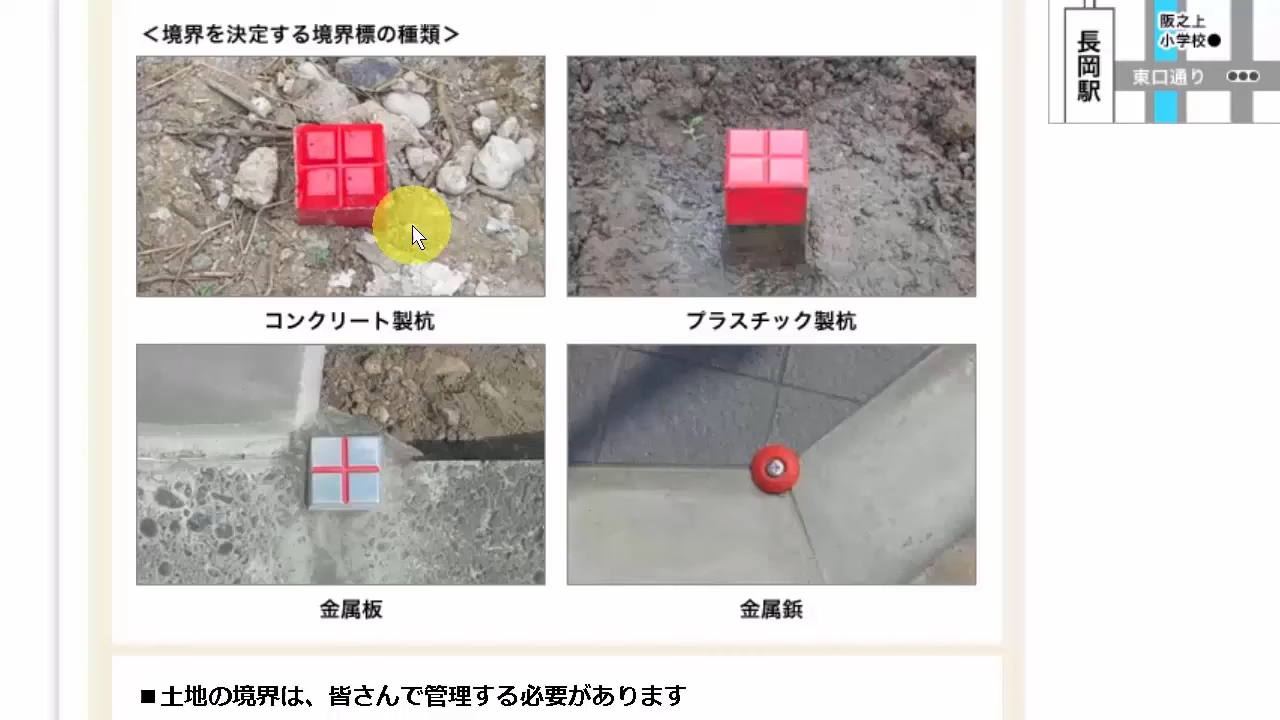 <境界を決定する境界標の種類>
コンクリート製杭
プラスチック製杭
金属板
金属鋲
■土地の境界は、皆さんで管理する必要があります
阪之上
小学校●
長岡駅
東口通り